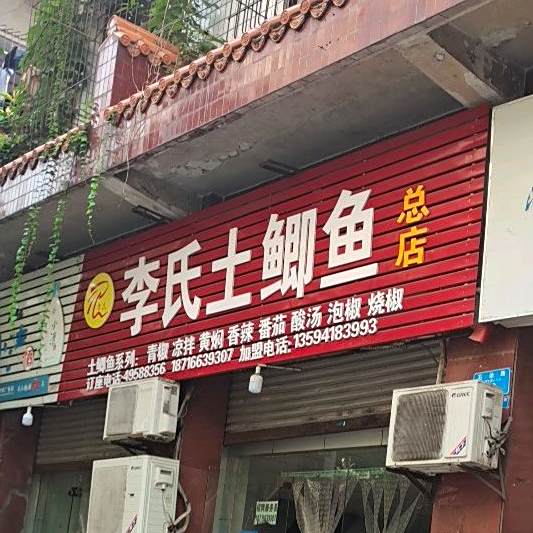 李氏土鲫鱼
总店
土鲫鱼系列: 青椒 凉拌 黄焖 香辣 番茄 酸汤 泡椒 烧椒
订座电话:49588356 18716639307 加盟电话:13594183993
GREE